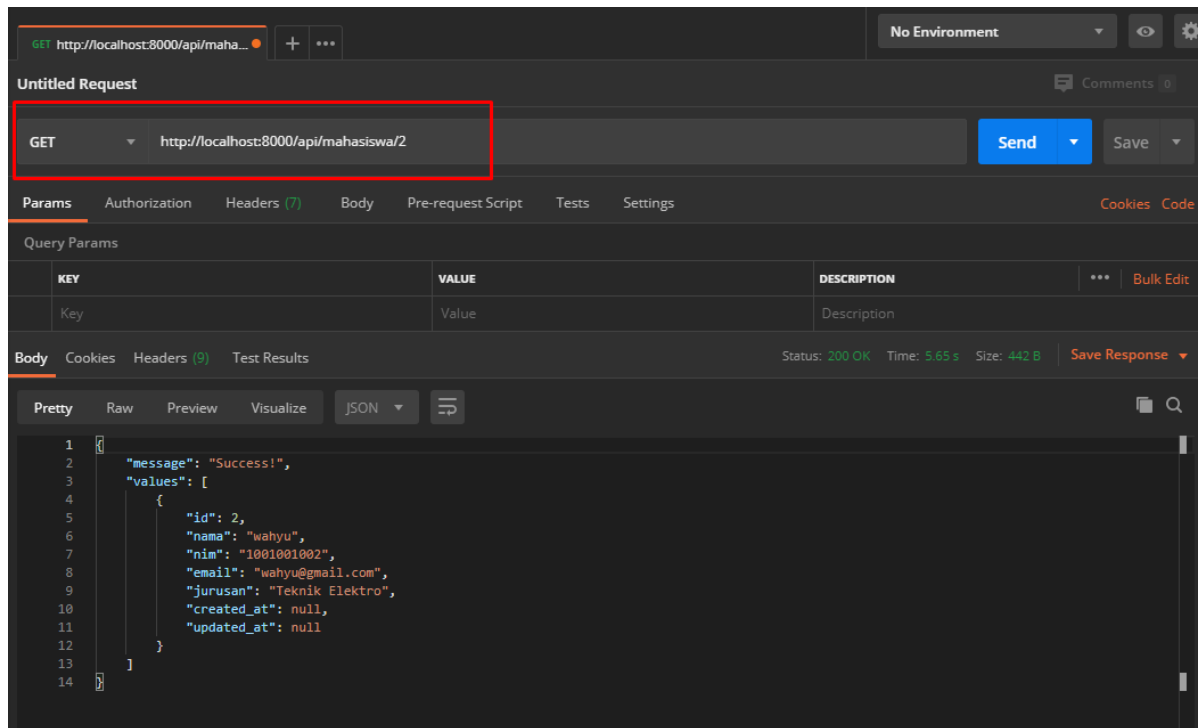 GET http://localhost:8000/api/maha...
No Environment
Untitled Request
Comments 0
GET http://localhost:8000/api/mahasiswa/2 Send Save
Params Authorization Headers (7) Body Pre-request Script Tests Settings Cookies Code
Query Params
KEY VALUE DESCRIPTION ••• Bulk Edit
Key Value Description
Body Cookies Headers (9) Test Results Status: 200 OK Time: 5.65 s Size: 442 B Save Response
Pretty Raw Preview Visualize JSON
1 {
2 "message": "Success!",
3 "values": [
4 {
5 "id": 2,
6 "nama": "wahyu",
7 "nim": "1001001002",
8 "email": "wahyu@gmail.com",
9 "jurusan": "Teknik Elektro",
10 "created_at": null,
11 "updated_at": null
12 }
13 ]
14 }